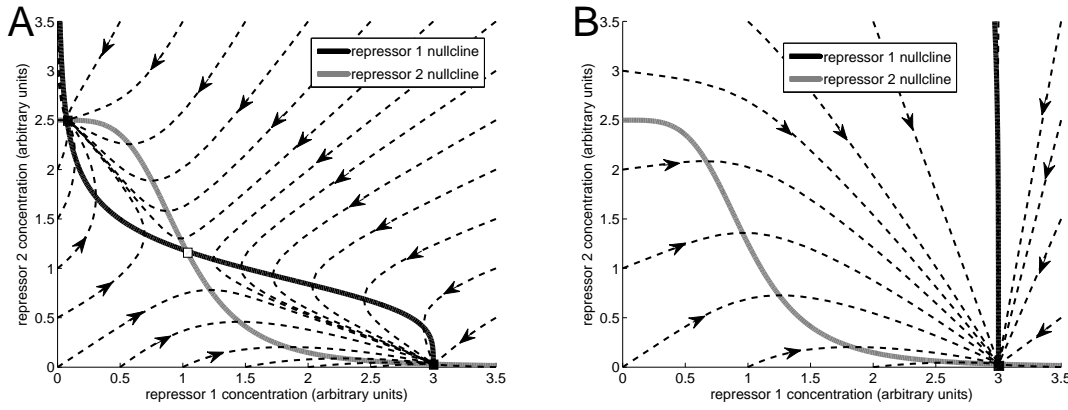 A
B
repressor 1 nullcline
repressor 2 nullcline
repressor 1 nullcline
repressor 2 nullcline
repressor 2 concentration (arbitrary units)
3.5
3
2.5
2
1.5
1
0.5
0
0 0.5 1 1.5 2 2.5 3 3.5
repressor 1 concentration (arbitrary units)
repressor 2 concentration (arbitrary units)
3.5
3
2.5
2
1.5
1
0.5
0
0 0.5 1 1.5 2 2.5 3 3.5
repressor 1 concentration (arbitrary units)